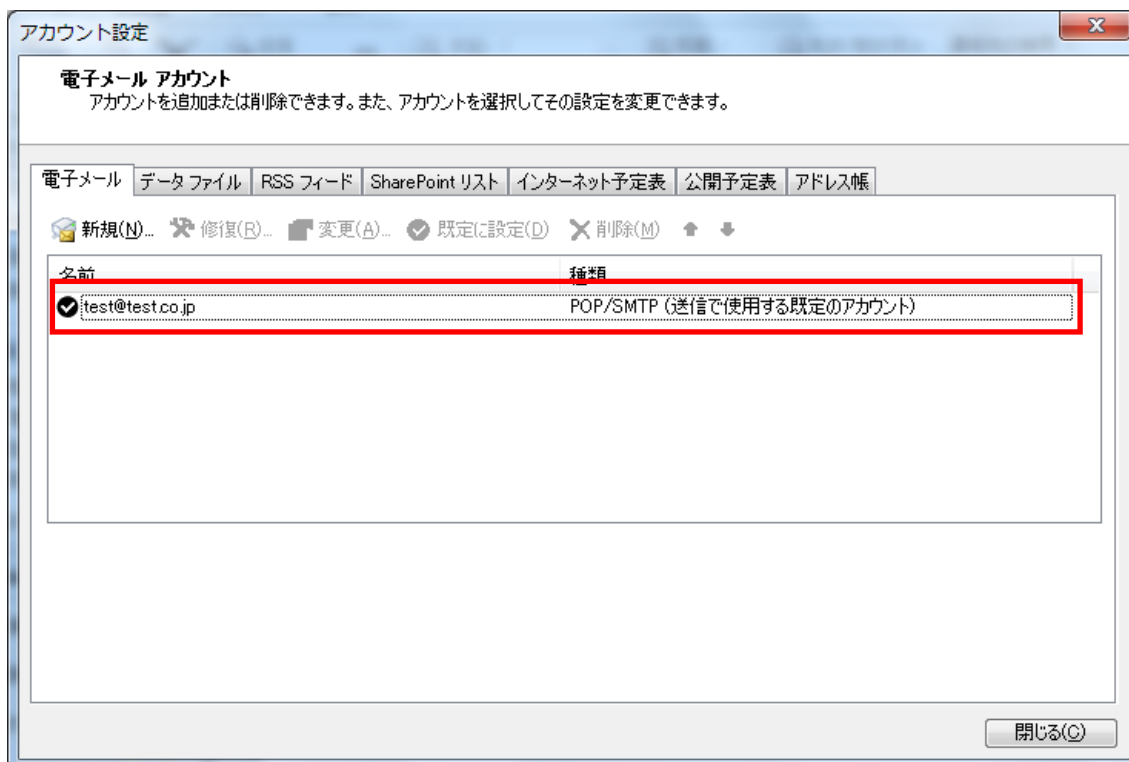 アカウント設定
電子メール アカウント
アカウントを追加または削除できます。また、アカウントを選択してその設定を変更できます。
電子メール データ ファイル RSS フィード SharePoint リスト インターネット予定表 公開予定表 アドレス帳
新規(N)... 修復(R)... 変更(A)... 既定に設定(D) 削除(M)
名前 種類
test@test.co.jp POP/SMTP (送信で使用する既定のアカウント)
閉じる(C)